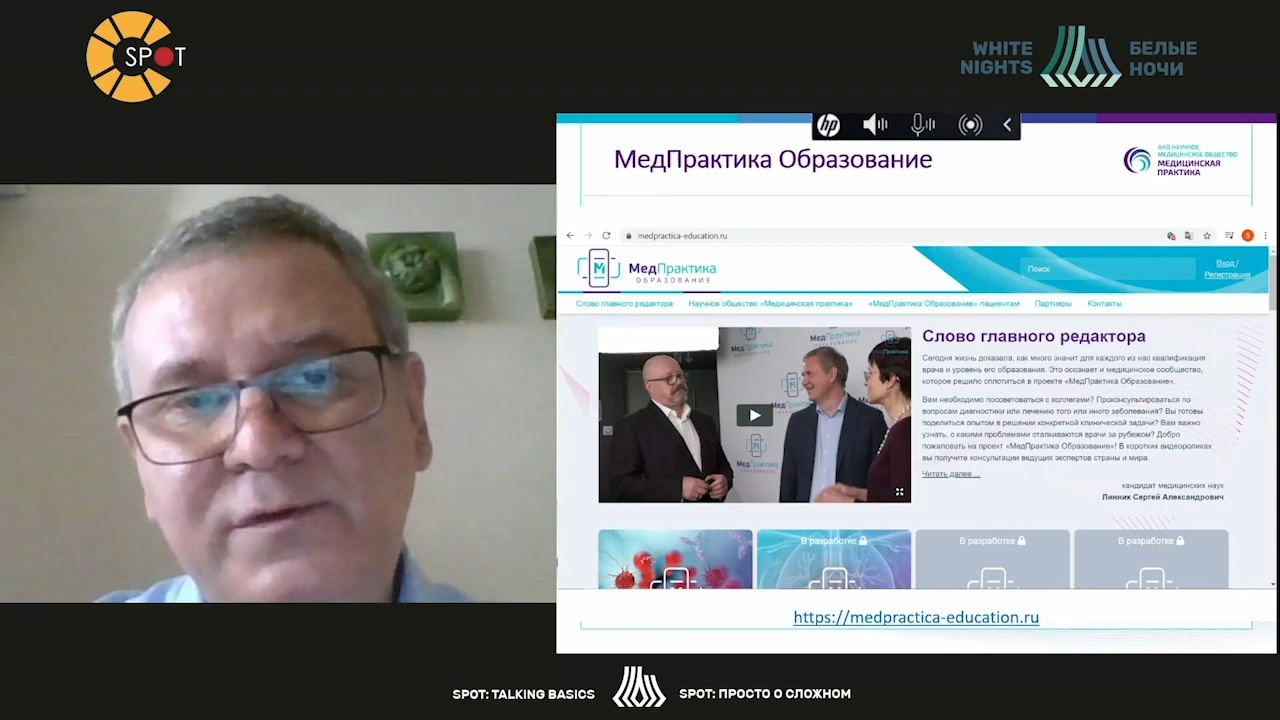 SPOT
WHITE
NIGHTS
БЕЛЫЕ
НОЧИ
hp
МедПрактика Образование
АНО НАУЧНОЕ
МЕДИЦИНСКОЕ ОБЩЕСТВО
МЕДИЦИНСКАЯ
ПРАКТИКА
medpractica-education.ru
S
М
МедПрактика
ОБРАЗОВАНИЕ
Поиск
Вход /
Регистрация
Слово главного редактора
Научное общество «Медицинская практика»
«МедПрактика Образование» пациентам
Партнеры
Контакты
МедПрактика
МедПрактика
МедПрактика
Слово главного редактора
Сегодня жизнь доказала, как много значит для каждого из нас квалификация
врача и уровень его образования. Это осознает и медицинское сообщество,
которое решило сплотиться в проекте «МедПрактика Образование».
Вам необходимо посоветоваться с коллегами? Проконсультироваться по
вопросам диагностики или лечению того или иного заболевания? Вы готовы
поделиться опытом в решении конкретной клинической задачи? Вам важно
узнать, с какими проблемами сталкиваются врачи за рубежом? Добро
пожаловать на проект «МедПрактика Образование»! В коротких видеороликах
вы получите консультации ведущих экспертов страны и мира.
Читать далее ...
кандидат медицинских наук
Линник Сергей Александрович
В разработке
В разработке
В разработке
https://medpractica-education.ru
SPOT: TALKING BASICS
SPOT: ПРОСТО О СЛОЖНОМ